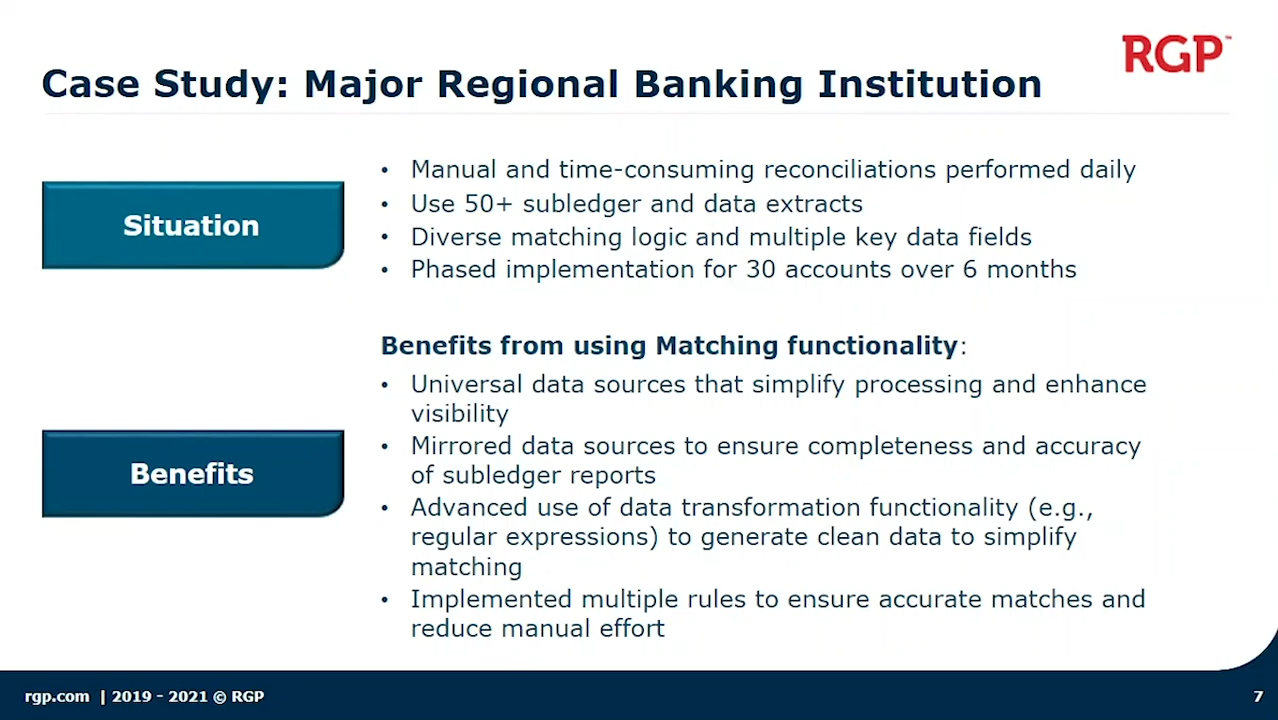 RGP™
Case Study: Major Regional Banking Institution
Situation
• Manual and time-consuming reconciliations performed daily
• Use 50+ subledger and data extracts
• Diverse matching logic and multiple key data fields
• Phased implementation for 30 accounts over 6 months
Benefits
Benefits from using Matching functionality:
• Universal data sources that simplify processing and enhance
visibility
• Mirrored data sources to ensure completeness and accuracy
of subledger reports
• Advanced use of data transformation functionality (e.g.,
regular expressions) to generate clean data to simplify
matching
• Implemented multiple rules to ensure accurate matches and
reduce manual effort
rgp.com | 2019 - 2021 © RGP
7